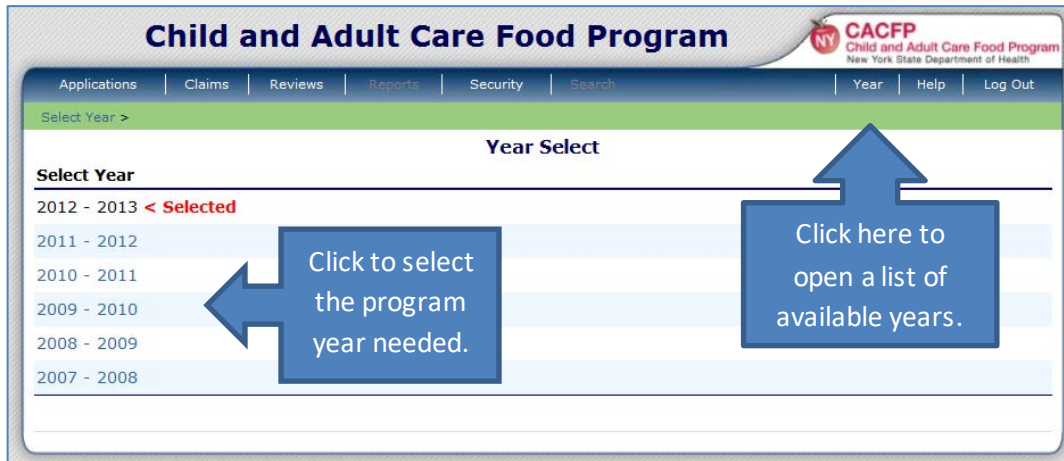 Child and Adult Care Food Program
NY
CACFP
Child and Adult Care Food Program
New York State Department of Health
Applications | Claims | Reviews | Reports | Security | Search | Year | Help | Log Out
Select Year >
Year Select
Select Year
2012 - 2013 < Selected
2011 - 2012
2010 - 2011
2009 - 2010
2008 - 2009
2007 - 2008
Click to select
the program
year needed.
Click here to
open a list of
available years.